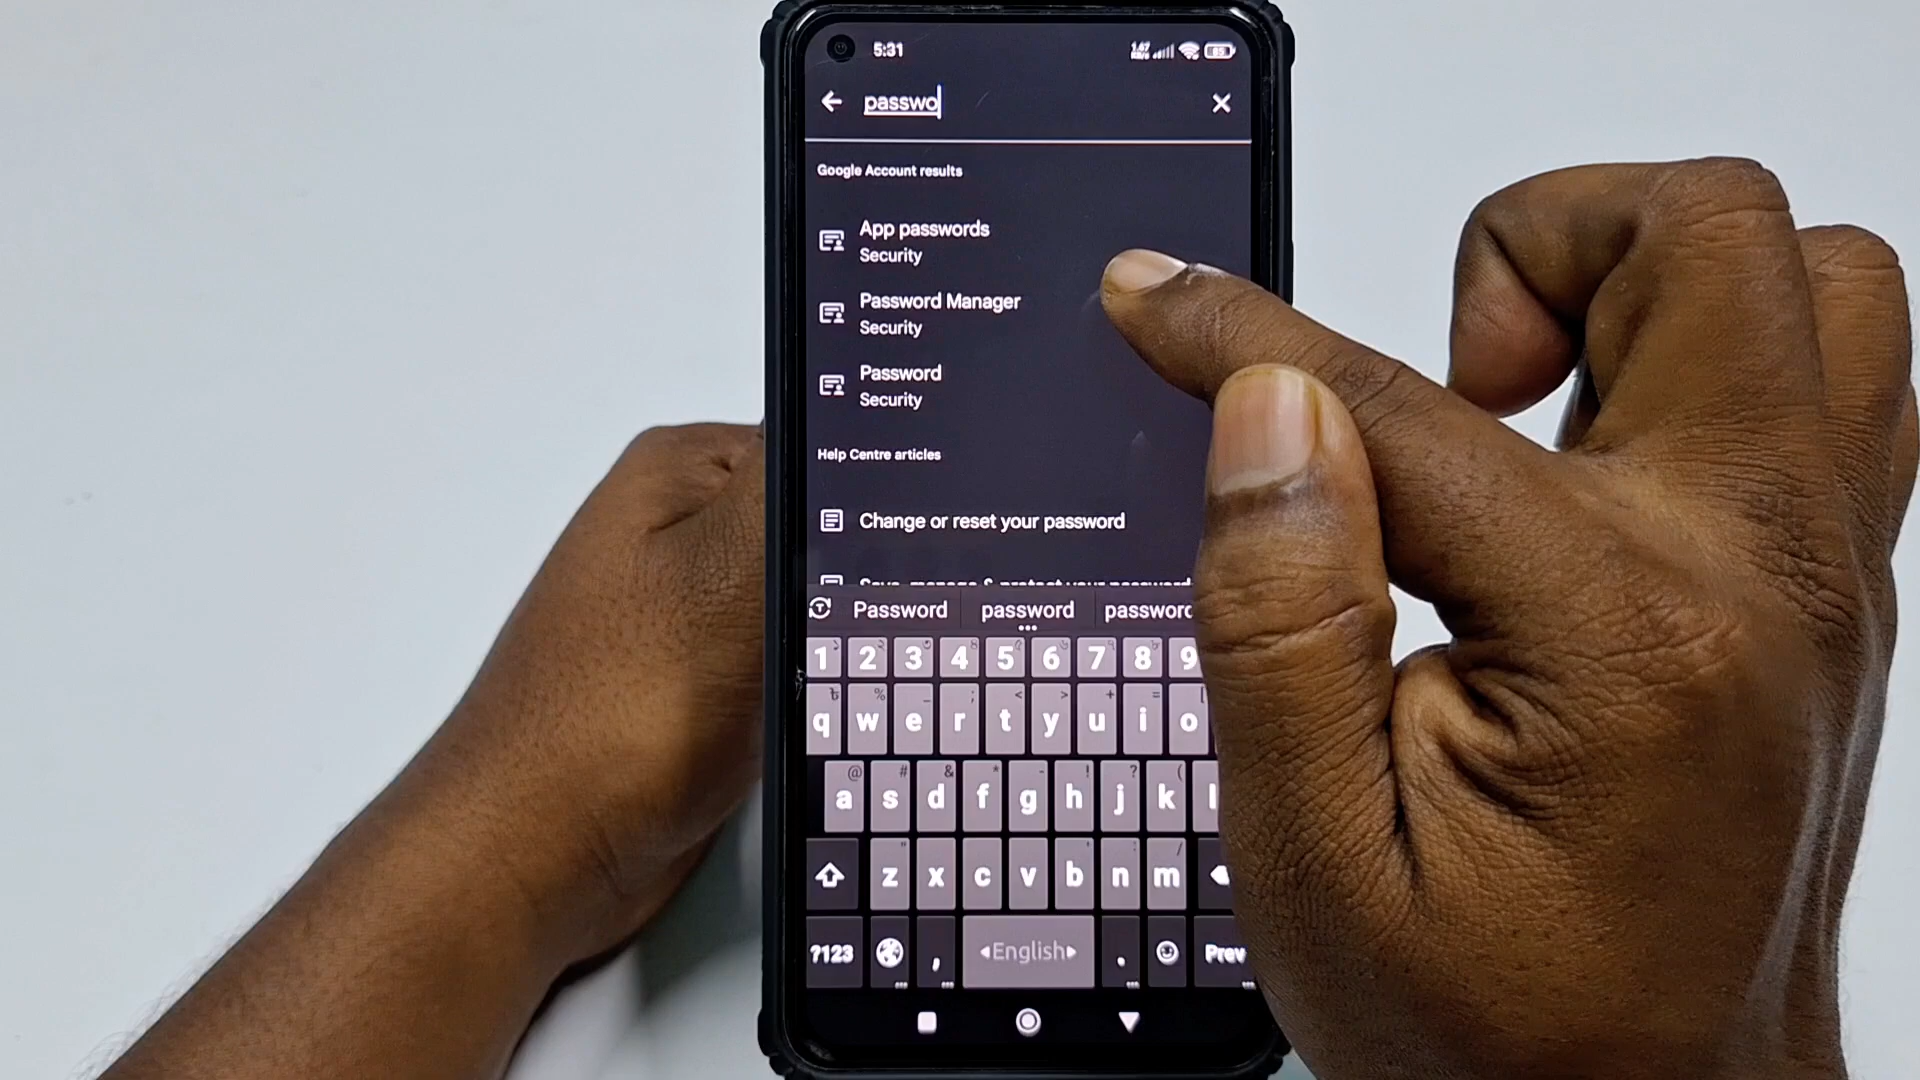 5:31
passwo
Google Account results
App passwords
Security
Password Manager
Security
Password
Security
Help Centre articles
Change or reset your password
Save, manage & protect your password
Password password password
1 2 3 4 5 6 7 8 9
q w e r t y u i o
a s d f g h j k l
z x c v b n m
?123 , English . Prev